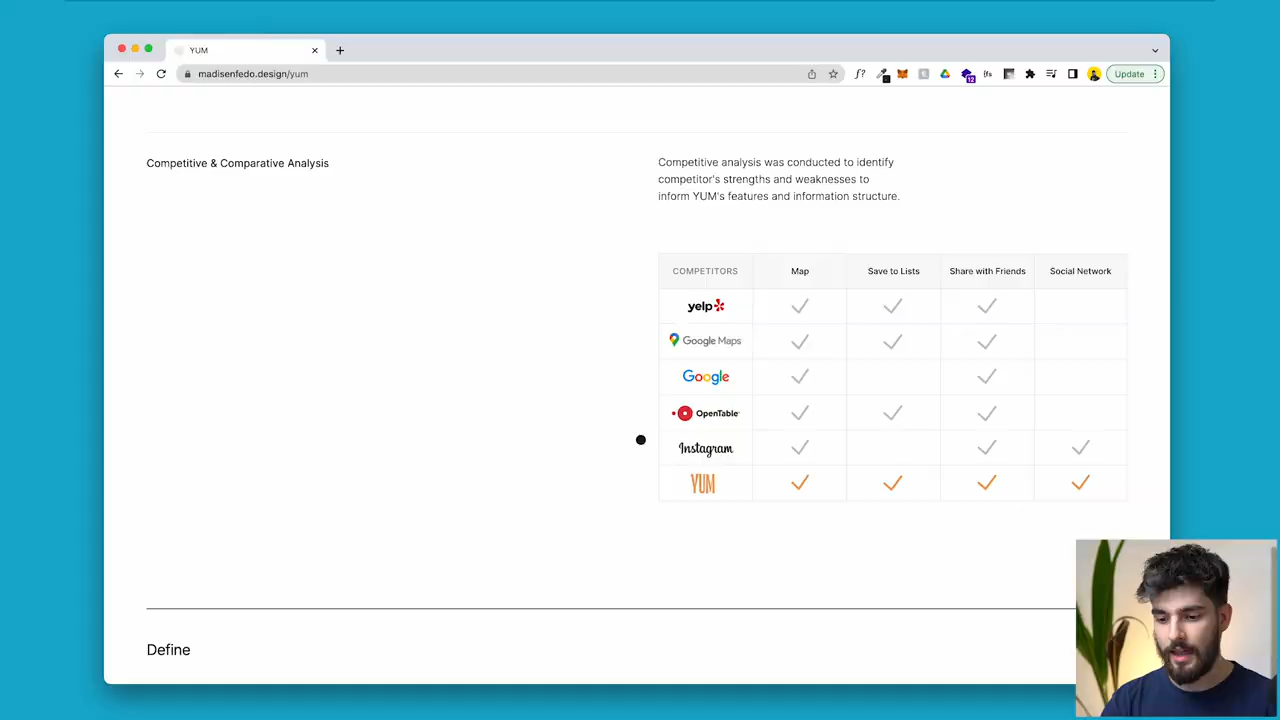 YUM
madisenfedo.design/yum
f?
12
Update
Competitive & Comparative Analysis
Competitive analysis was conducted to identify
competitor's strengths and weaknesses to
inform YUM's features and information structure.
COMPETITORS Map Save to Lists Share with Friends Social Network
yelp
Google Maps
Google
OpenTable
Instagram
YUM
Define